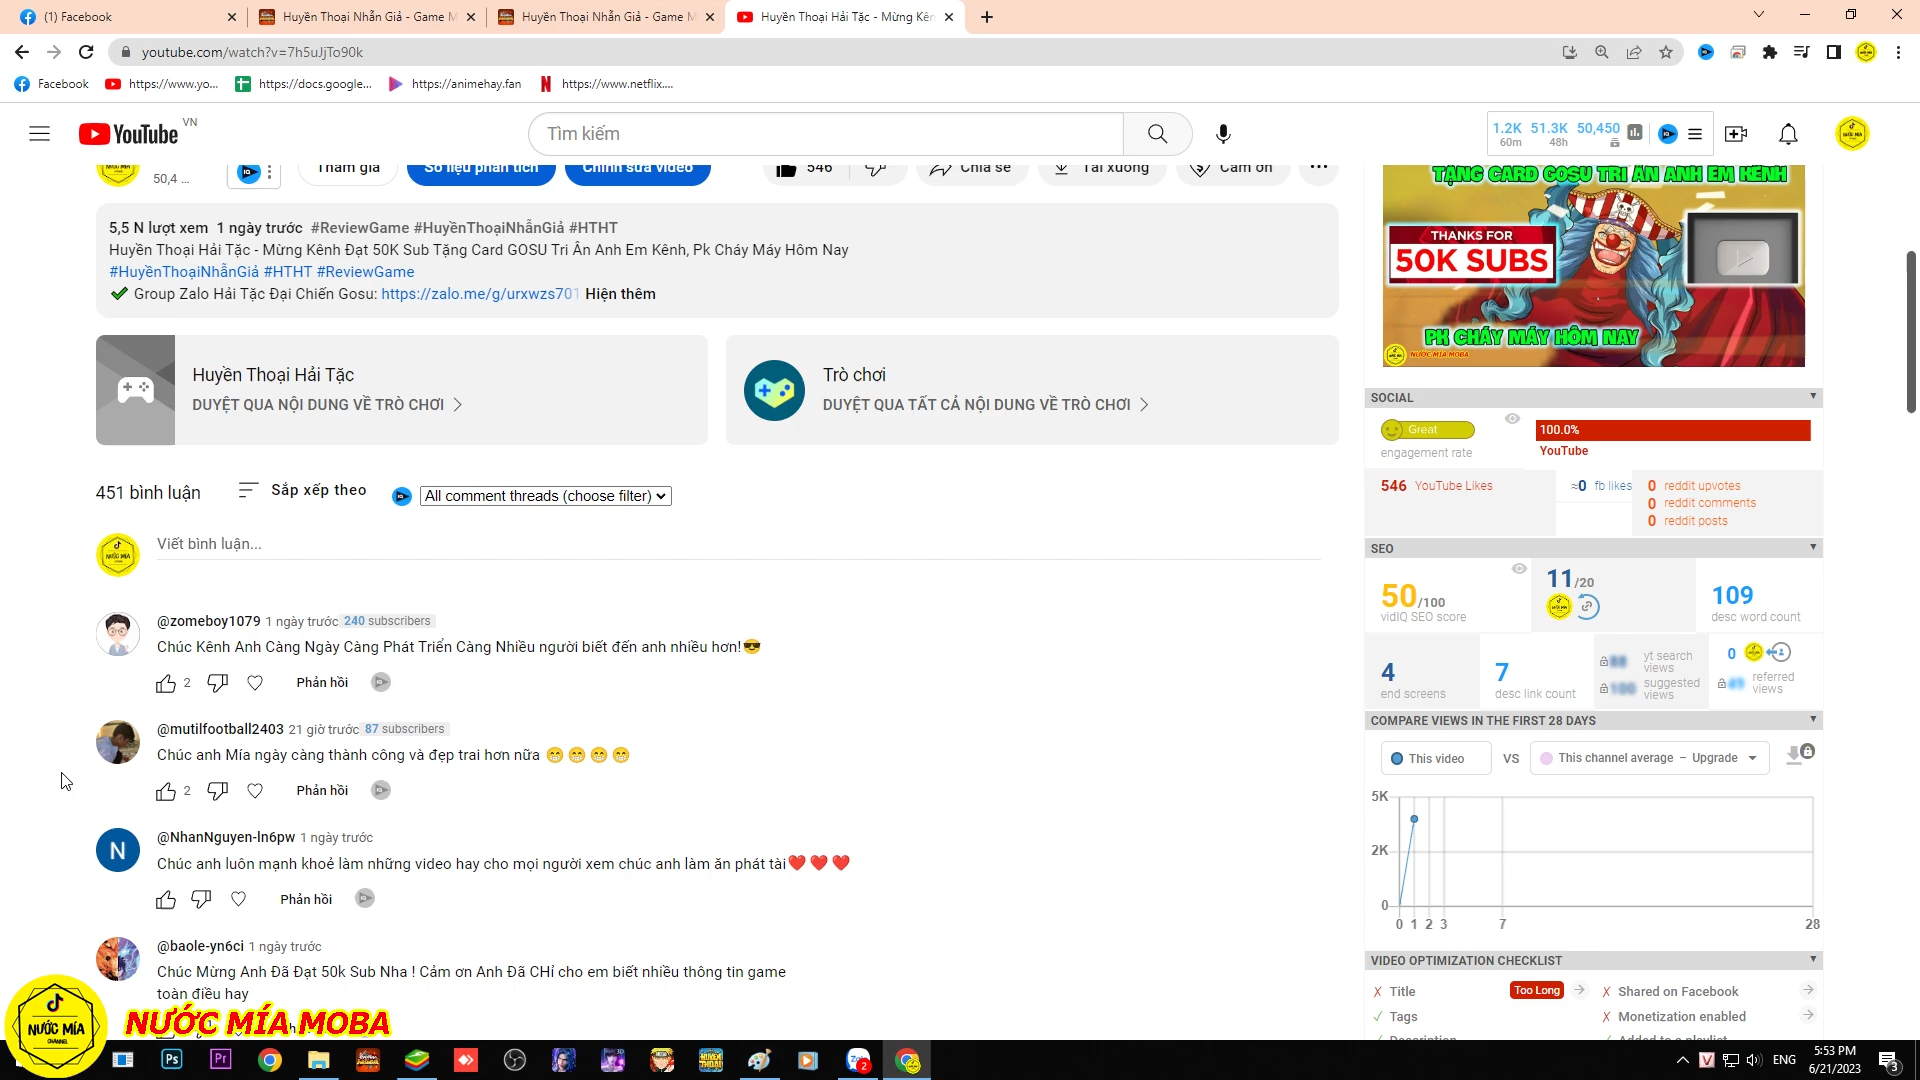 (1) Facebook
Huyền Thoại Nhẫn Giả - Game M
Huyền Thoại Nhẫn Giả - Game M
Huyền Thoại Hải Tặc - Mừng Kên
youtube.com/watch?v=7h5uJjTo90k
Facebook
https://www.yo...
https://docs.google...
https://animehay.fan
https://www.netflix....
YouTube VN
Tìm kiếm
1.2K 51.3K 50,450
60m 48h
50,4 ...
Tham gia
Số liệu phân tích
Chỉnh sửa video
546
Chia sẻ
Tải xuống
Cảm ơn
5,5 N lượt xem 1 ngày trước #ReviewGame #HuyềnThoạiNhẫnGiả #HTHT
Huyền Thoại Hải Tặc - Mừng Kênh Đạt 50K Sub Tặng Card GOSU Tri Ân Anh Em Kênh, Pk Cháy Máy Hôm Nay
#HuyềnThoạiNhẫnGiả #HTHT #ReviewGame
Group Zalo Hải Tặc Đại Chiến Gosu: https://zalo.me/g/urxwzs701 Hiện thêm
Huyền Thoại Hải Tặc
DUYỆT QUA NỘI DUNG VỀ TRÒ CHƠI
Trò chơi
DUYỆT QUA TẤT CẢ NỘI DUNG VỀ TRÒ CHƠI
451 bình luận
Sắp xếp theo
All comment threads (choose filter)
Viết bình luận...
@zomeboy1079 1 ngày trước 240 subscribers
Chúc Kênh Anh Càng Ngày Càng Phát Triển Càng Nhiều người biết đến anh nhiều hơn!😎
2
Phản hồi
@mutilfootball2403 21 giờ trước 87 subscribers
Chúc anh Mía ngày càng thành công và đẹp trai hơn nữa 😁😁😁😁
2
Phản hồi
@NhanNguyen-ln6pw 1 ngày trước
Chúc anh luôn mạnh khoẻ làm những video hay cho mọi người xem chúc anh làm ăn phát tài❤️❤️❤️
Phản hồi
N
@baole-yn6ci 1 ngày trước
Chúc Mừng Anh Đã Đạt 50k Sub Nha ! Cảm ơn Anh Đã CHỉ cho em biết nhiều thông tin game
toàn điều hay
NƯỚC MÍA MOBA
NƯỚC MÍA
CHANNEL
TẶNG CARD GOSU TRI ÂN ANH EM KÊNH
THANKS FOR
50K SUBS
PK CHÁY MÁY HÔM NAY
NƯỚC MÍA MOBA
SOCIAL
Great
engagement rate
100.0%
YouTube
546 YouTube Likes
≈0 fb likes
0 reddit upvotes
0 reddit comments
0 reddit posts
SEO
50/100
vidIQ SEO score
11/20
109
desc word count
4
end screens
7
desc link count
yt search
views
suggested
views
0
referred
views
COMPARE VIEWS IN THE FIRST 28 DAYS
This video
VS
This channel average – Upgrade
5K
2K
0
0 1 2 3 7 28
VIDEO OPTIMIZATION CHECKLIST
Title
Too Long
Shared on Facebook
Tags
Monetization enabled
Description
Added to a playlist
Ps
Pr
2
ENG
5:53 PM
6/21/2023
3